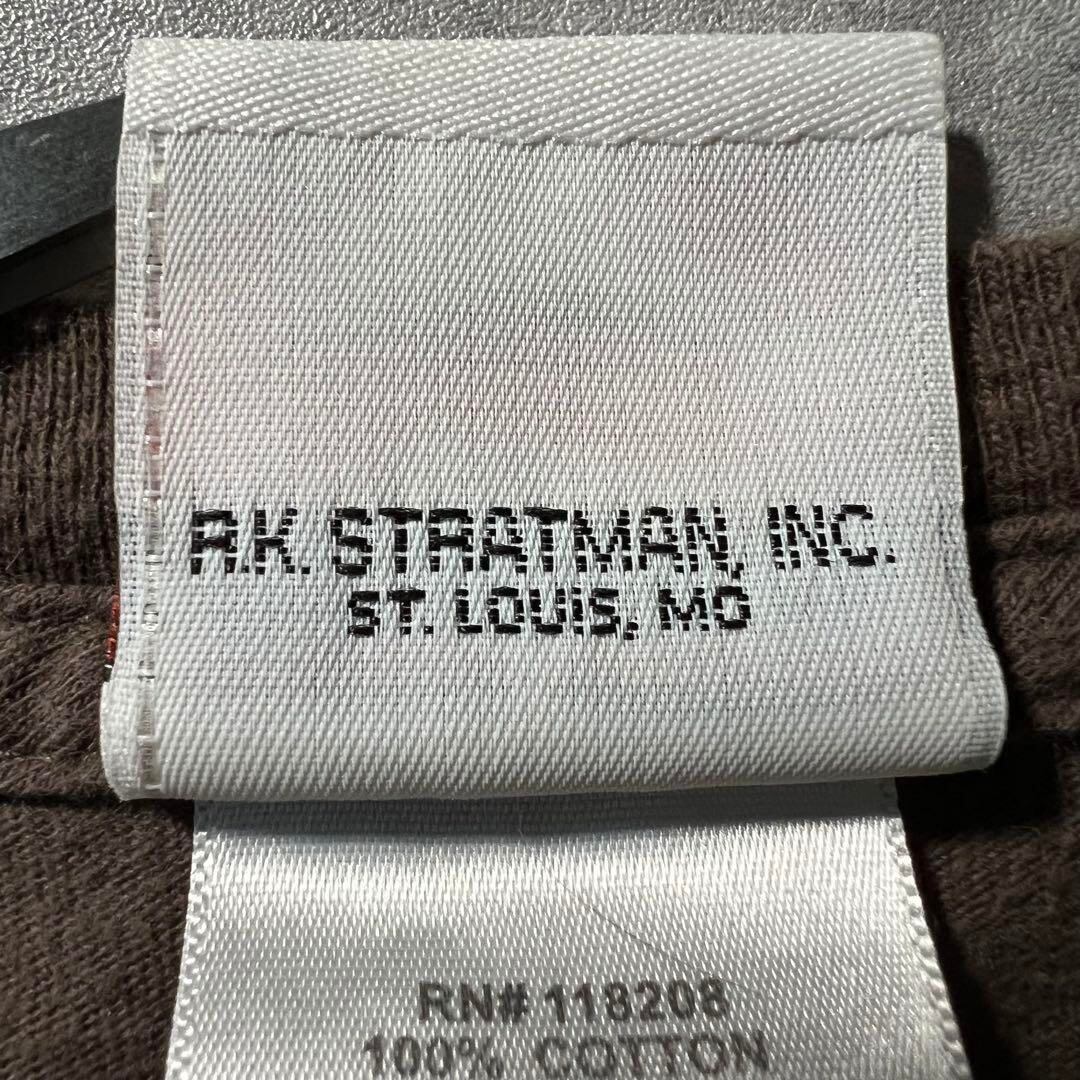 R.K. STRATMAN, INC.
ST. LOUIS, MO
RN# 118208
100% COTTON